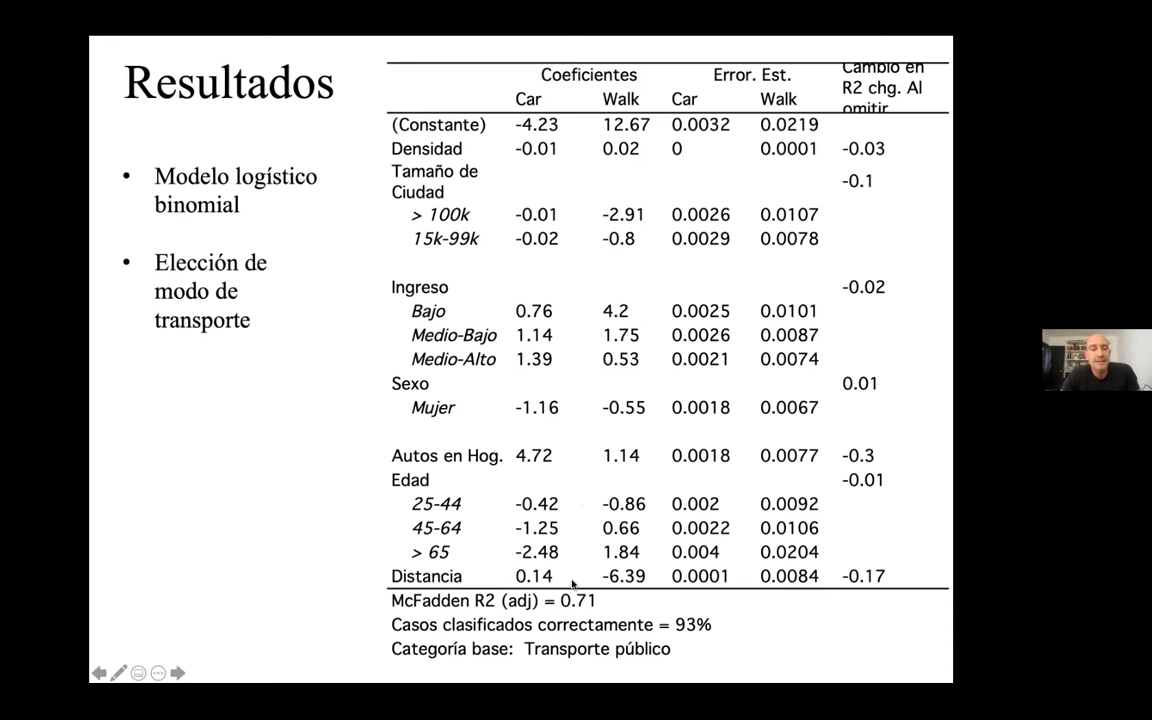 Resultados
• Modelo logístico
binomial
• Elección de
modo de
transporte
Coeficientes Error. Est. Cambio en
R2 chg. Al
omitir
Car Walk Car Walk
(Constante) -4.23 12.67 0.0032 0.0219
Densidad -0.01 0.02 0 0.0001 -0.03
Tamaño de
Ciudad -0.1
> 100k -0.01 -2.91 0.0026 0.0107
15k-99k -0.02 -0.8 0.0029 0.0078
Ingreso -0.02
Bajo 0.76 4.2 0.0025 0.0101
Medio-Bajo 1.14 1.75 0.0026 0.0087
Medio-Alto 1.39 0.53 0.0021 0.0074
Sexo 0.01
Mujer -1.16 -0.55 0.0018 0.0067
Autos en Hog. 4.72 1.14 0.0018 0.0077 -0.3
Edad -0.01
25-44 -0.42 -0.86 0.002 0.0092
45-64 -1.25 0.66 0.0022 0.0106
> 65 -2.48 1.84 0.004 0.0204
Distancia 0.14 -6.39 0.0001 0.0084 -0.17
McFadden R2 (adj) = 0.71
Casos clasificados correctamente = 93%
Categoría base: Transporte público